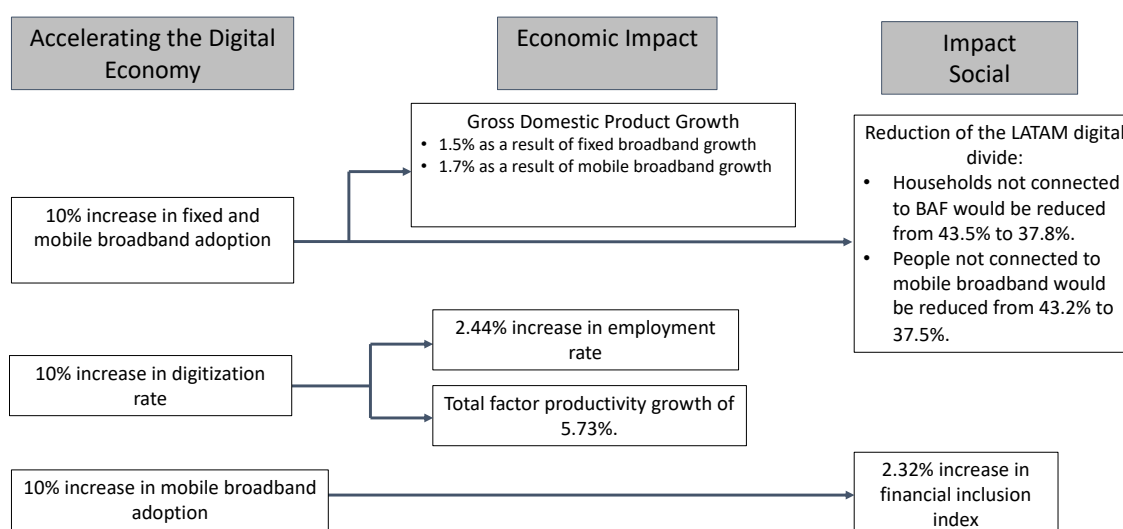 Accelerating the Digital
Economy
Economic Impact
Impact
Social
Gross Domestic Product Growth
• 1.5% as a result of fixed broadband growth
• 1.7% as a result of mobile broadband growth
10% increase in fixed and
mobile broadband adoption
Reduction of the LATAM digital
divide:
• Households not connected
to BAF would be reduced
from 43.5% to 37.8%.
• People not connected to
mobile broadband would
be reduced from 43.2% to
37.5%.
10% increase in digitization
rate
2.44% increase in employment
rate
Total factor productivity growth of
5.73%.
10% increase in mobile broadband
adoption
2.32% increase in
financial inclusion
index